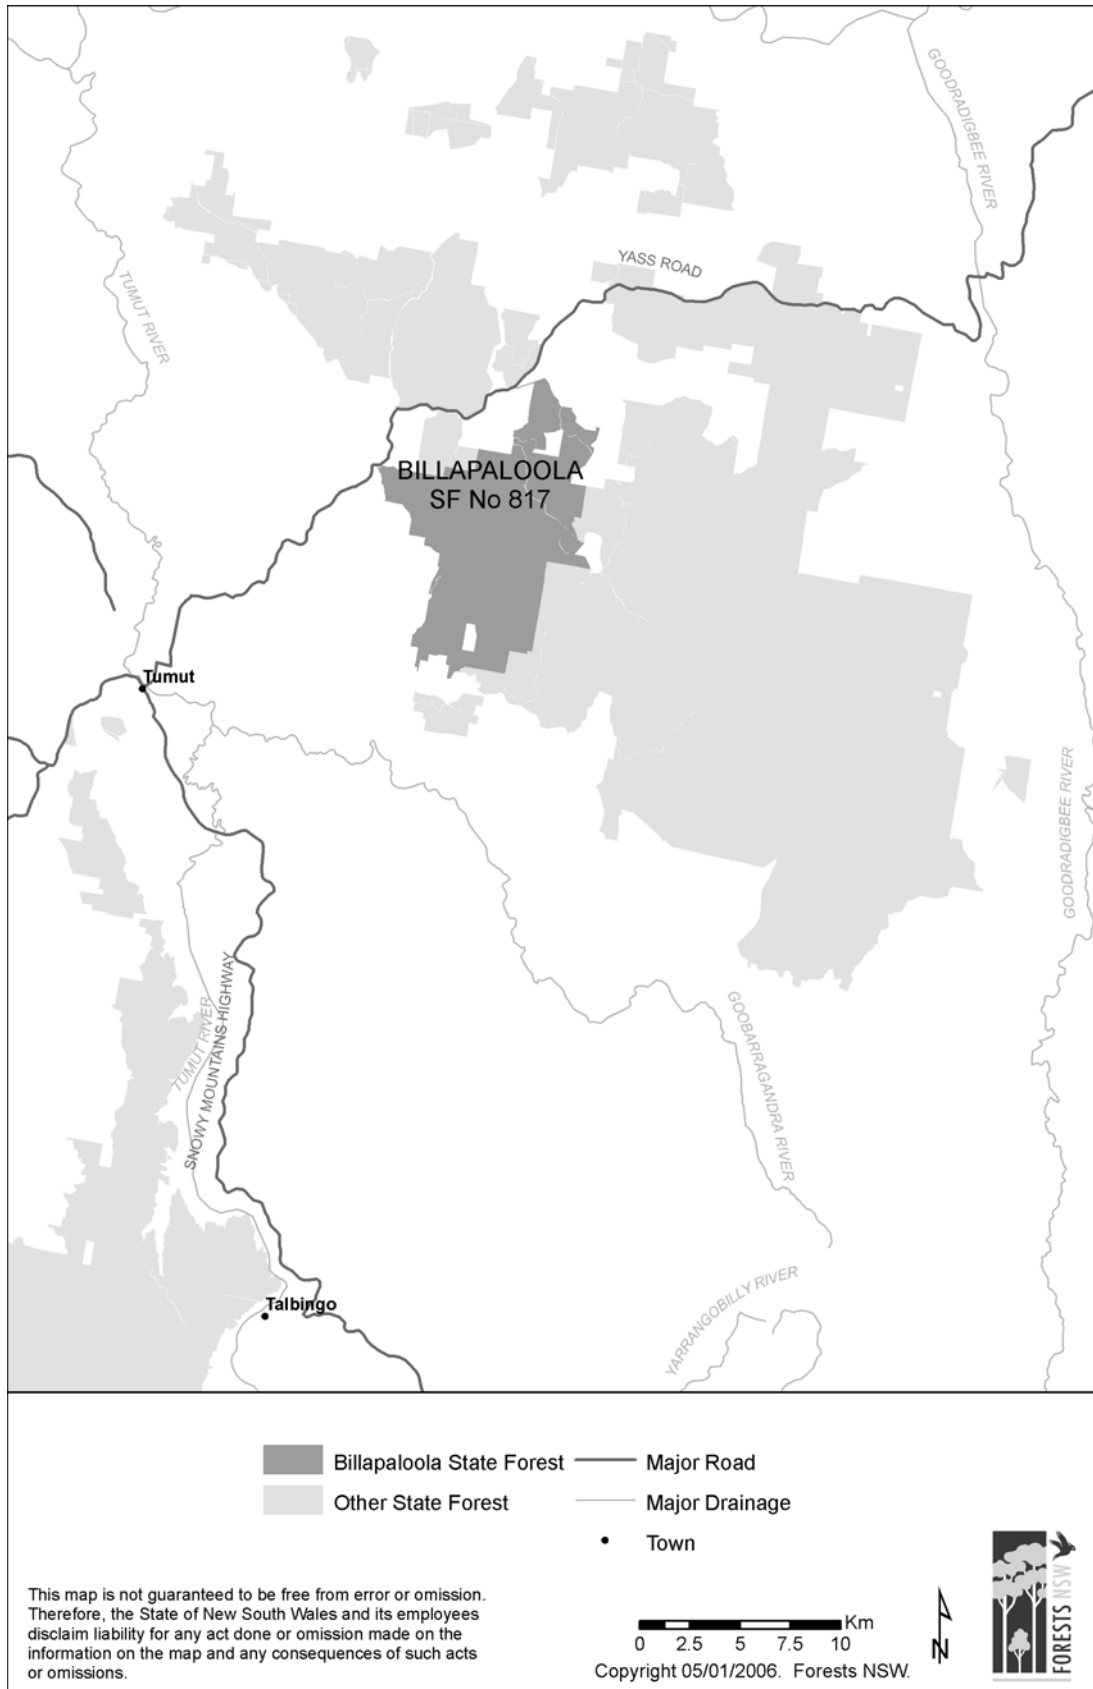 GOODRADIGBEE RIVER
YASS ROAD
TUMUT RIVER
BILLAPALOOLA
SF No 817
Tumut
GOODRADIGBEE RIVER
SNOWY MOUNTAINS HIGHWAY
TUMUT RIVER
GOOBARRAGANDRA RIVER
YARRANGOBILLY RIVER
Talbingo
Billapaloola State Forest
Major Road
Other State Forest
Major Drainage
Town
This map is not guaranteed to be free from error or omission.
Therefore, the State of New South Wales and its employees
disclaim liability for any act done or omission made on the
information on the map and any consequences of such acts
or omissions.
Km
0 2.5 5 7.5 10
Copyright 05/01/2006. Forests NSW.
N
FORESTS NSW